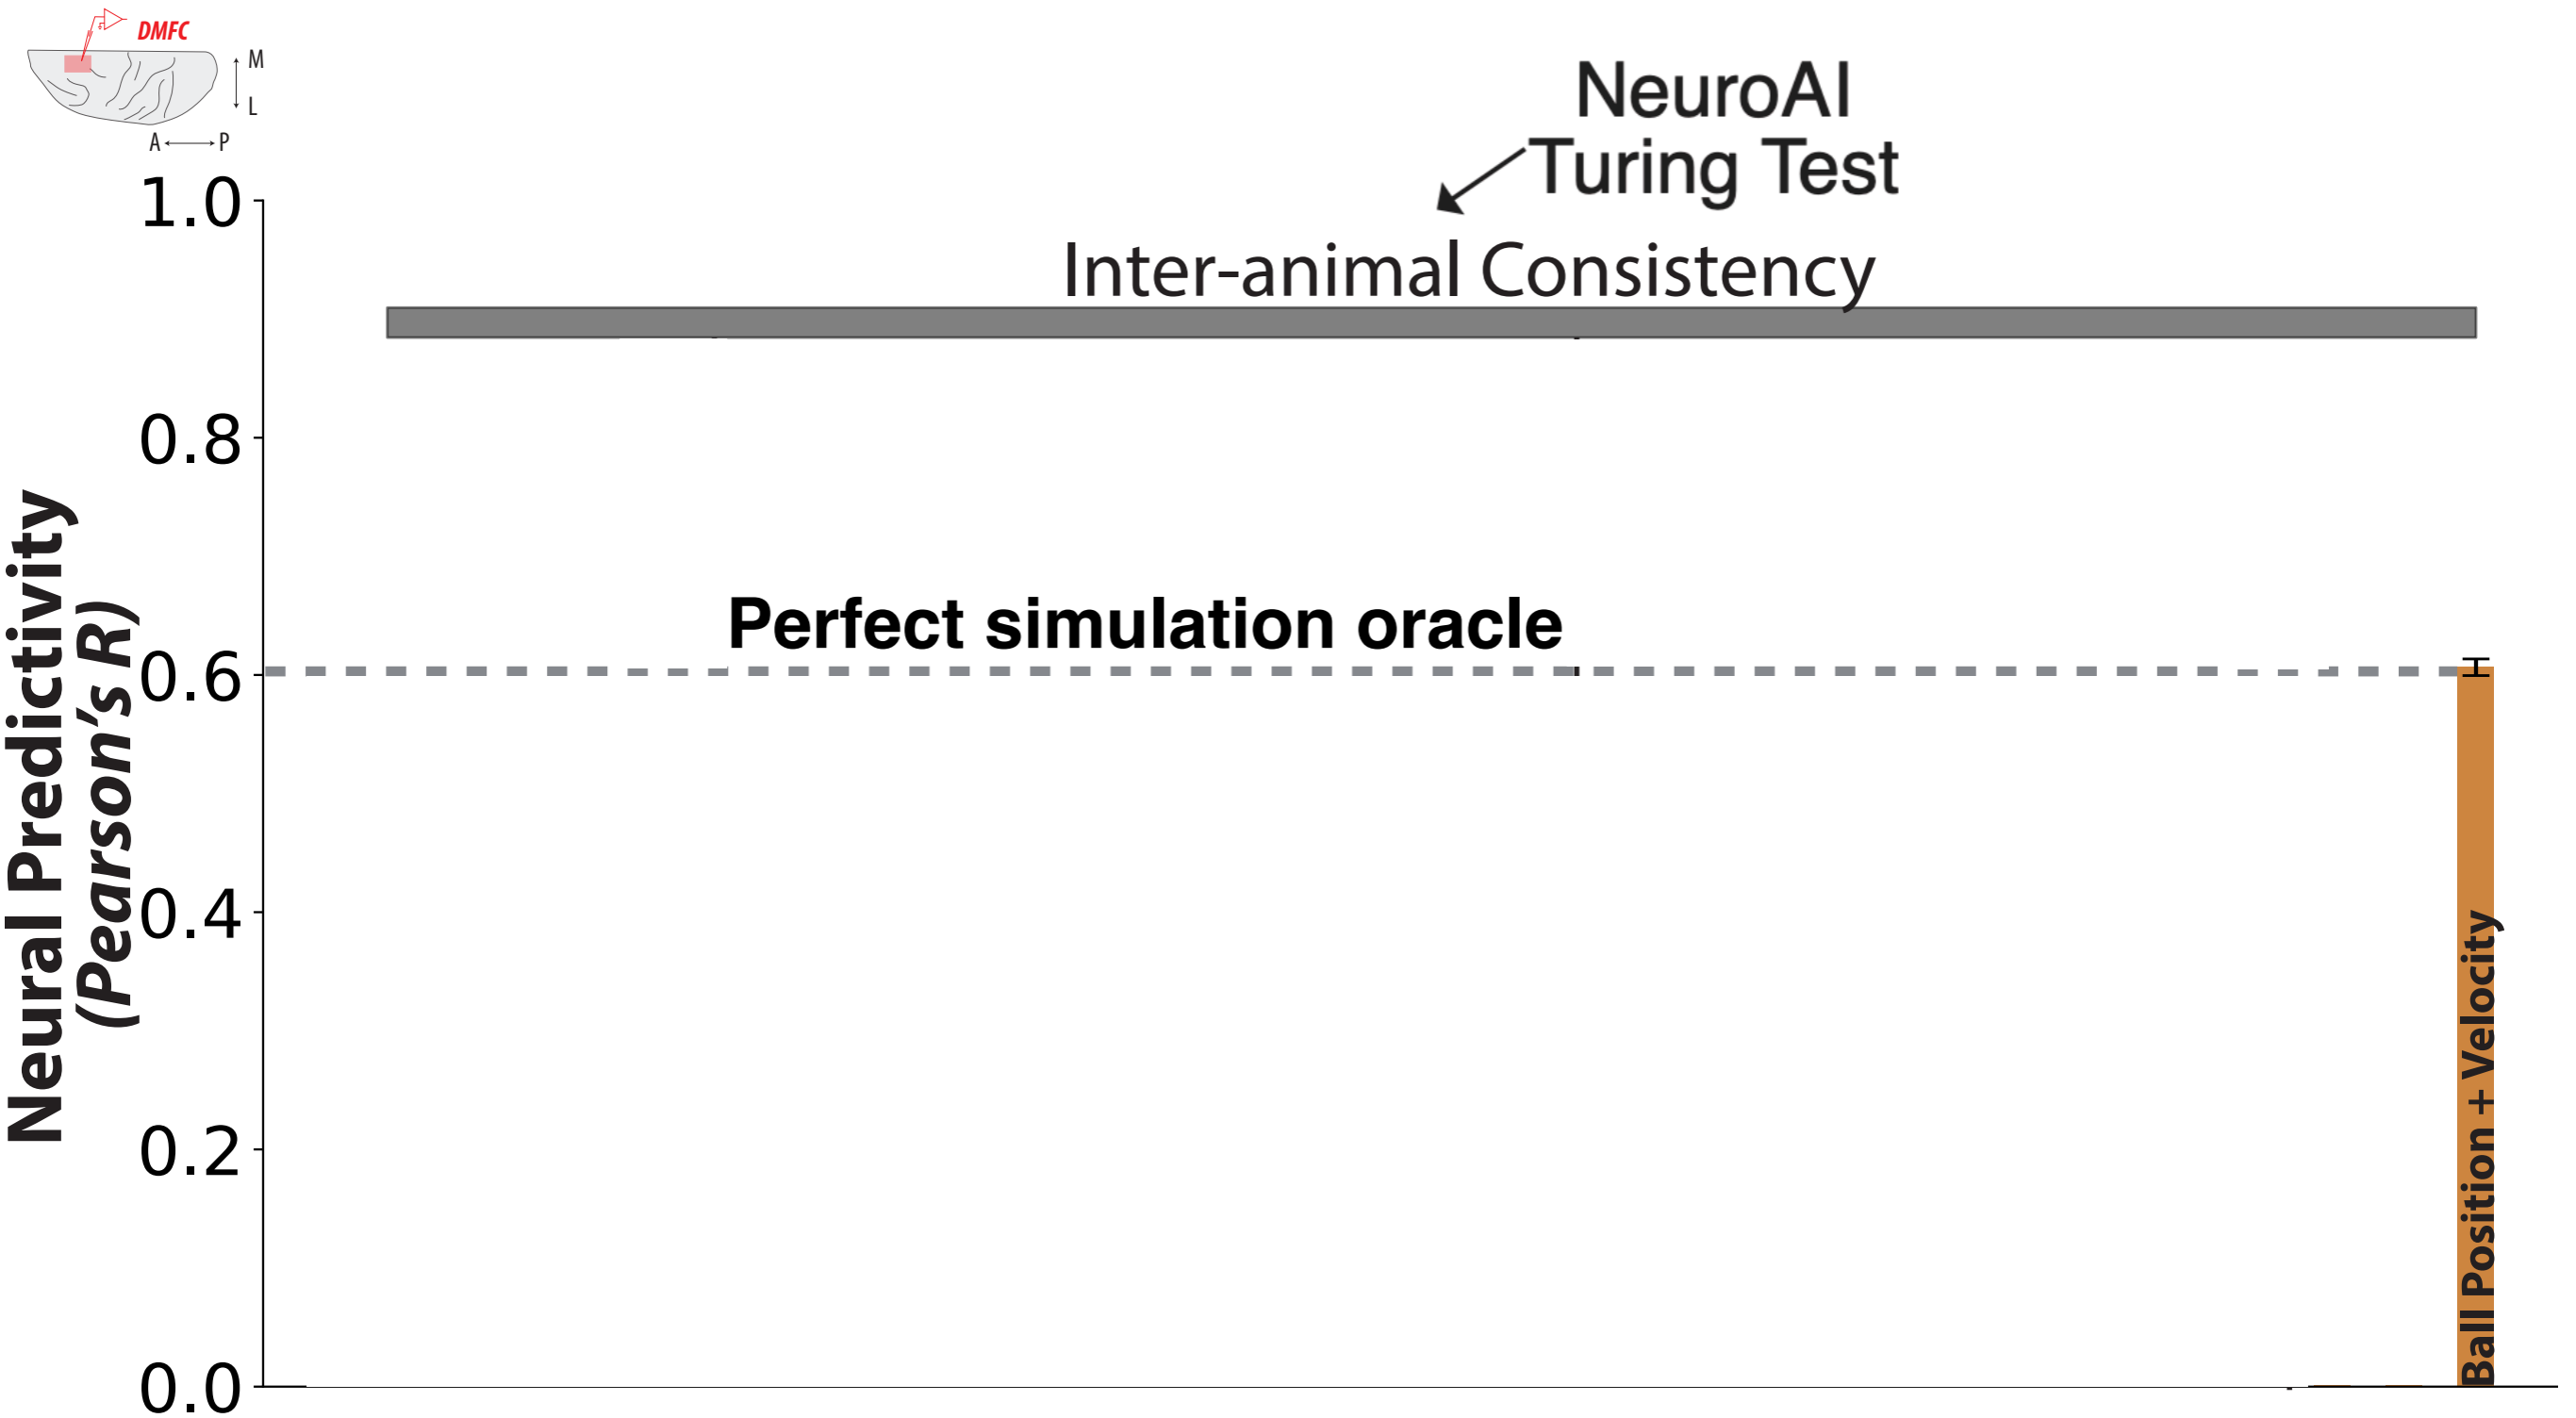 DMFC
M
L
A
P
NeuroAI
Turing Test
Inter-animal Consistency
Perfect simulation oracle
Neural Predictivity
(Pearson's R)
1.0
0.8
0.6
0.4
0.2
0.0
Ball Position + Velocity